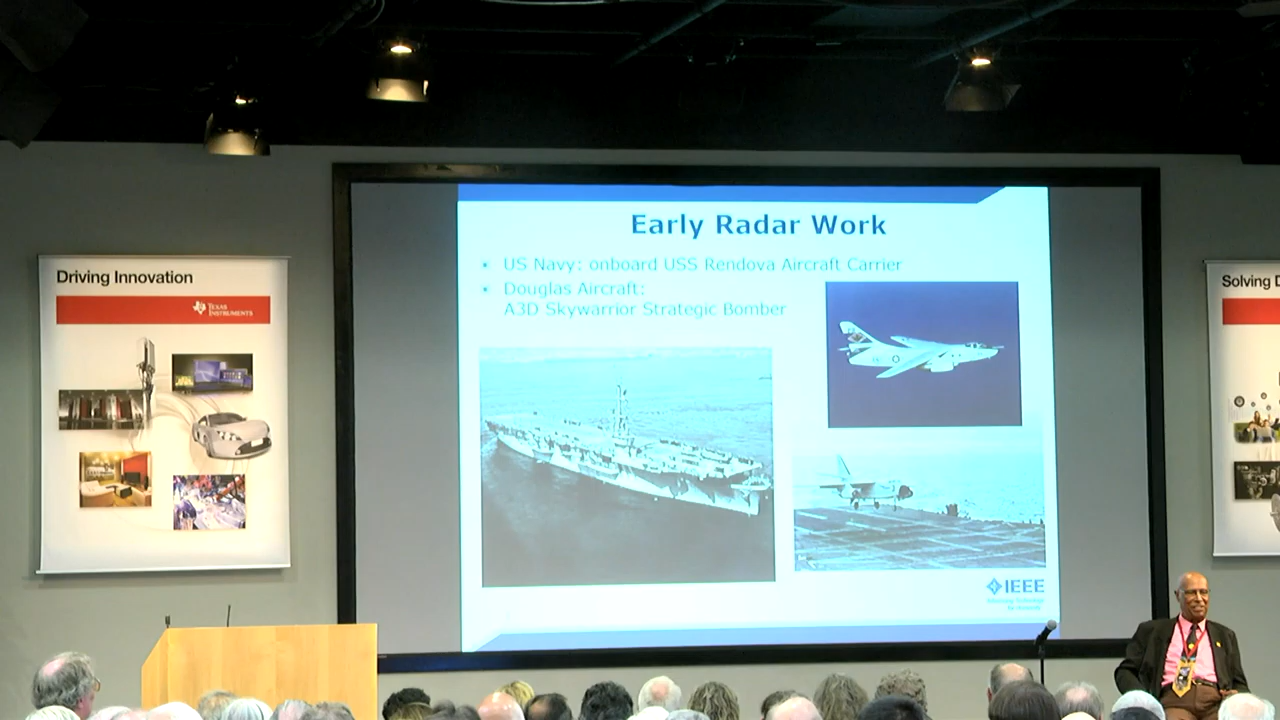 Driving Innovation
TEXAS
INSTRUMENTS
Early Radar Work
• US Navy: onboard USS Rendova Aircraft Carrier
• Douglas Aircraft:
A3D Skywarrior Strategic Bomber
IEEE
Solving D